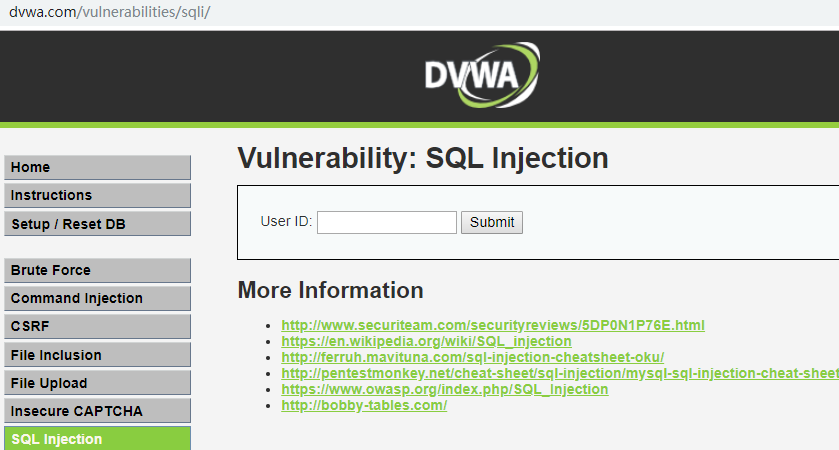 dvwa.com/vulnerabilities/sqli/
DVWA
Home
Instructions
Setup / Reset DB
Brute Force
Command Injection
CSRF
File Inclusion
File Upload
Insecure CAPTCHA
SQL Injection
Vulnerability: SQL Injection
User ID: Submit
More Information
http://www.securiteam.com/securityreviews/5DP0N1P76E.html
https://en.wikipedia.org/wiki/SQL_injection
http://ferruh.mavituna.com/sql-injection-cheatsheet-oku/
http://pentestmonkey.net/cheat-sheet/sql-injection/mysql-sql-injection-cheat-sheet
https://www.owasp.org/index.php/SQL_Injection
http://bobby-tables.com/